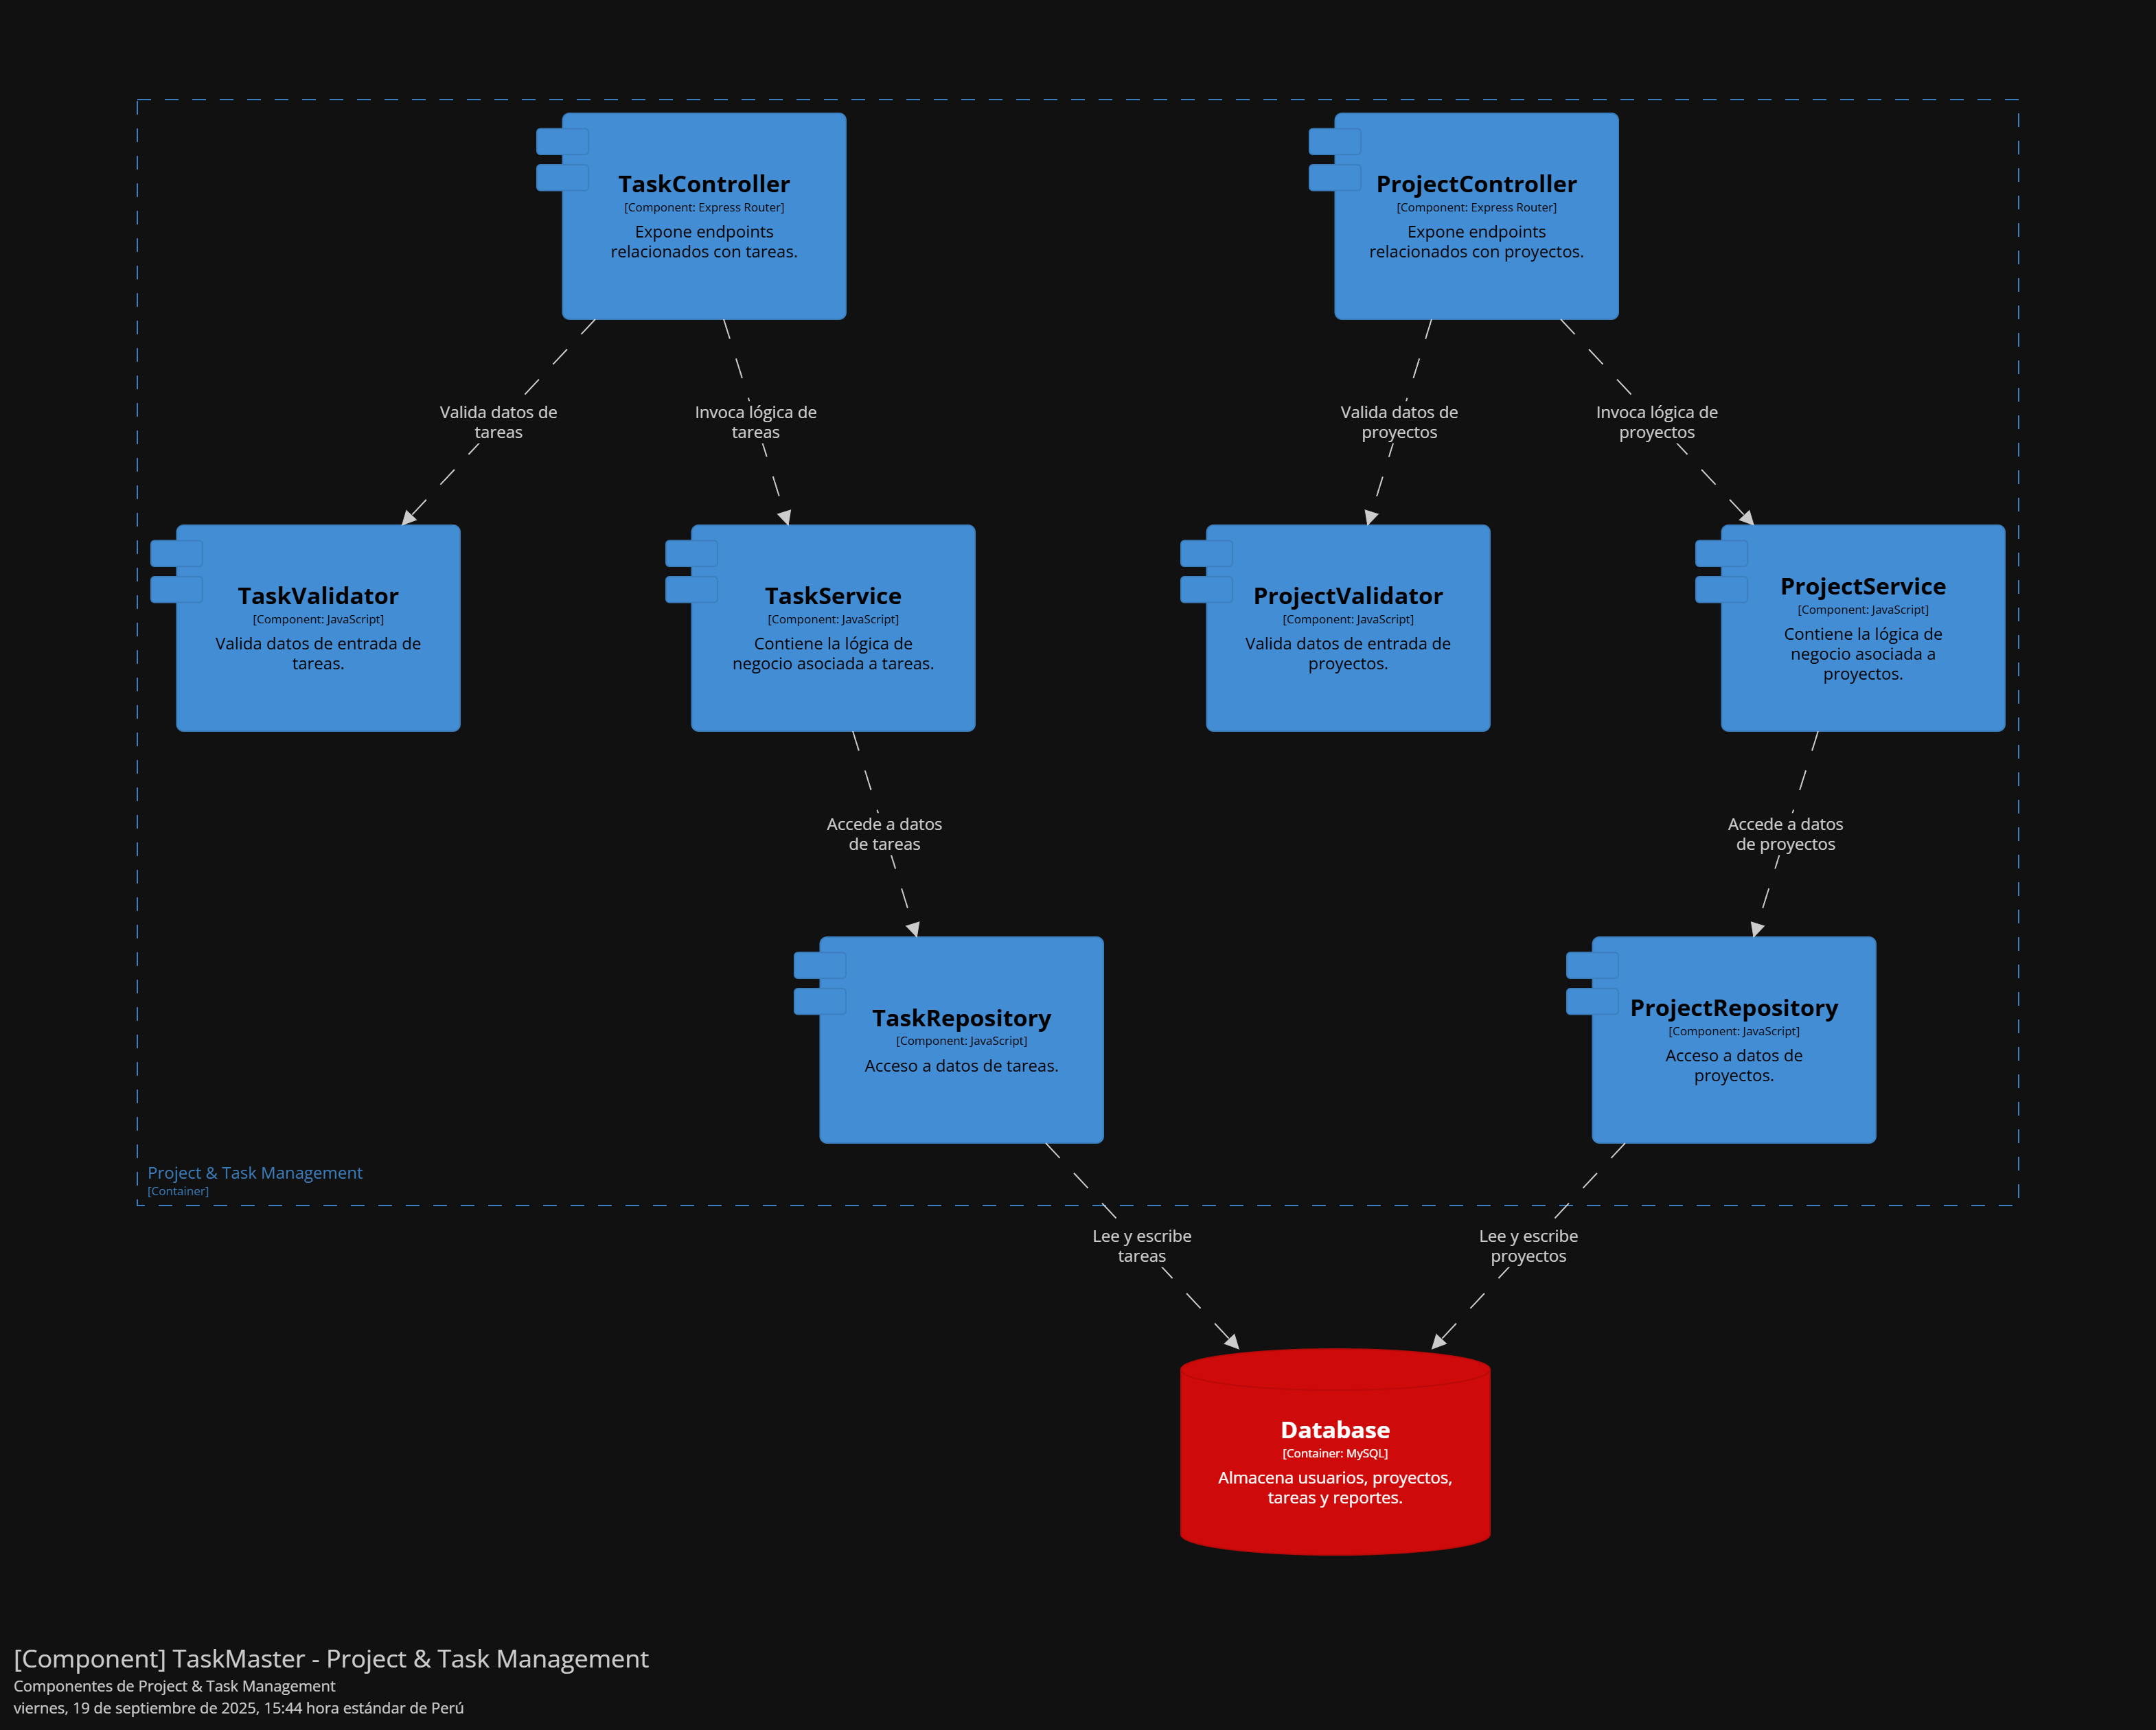 TaskController
[Component: Express Router]
Expone endpoints
relacionados con tareas.
ProjectController
[Component: Express Router]
Expone endpoints
relacionados con proyectos.
Valida datos de
tareas
Invoca lógica de
tareas
Valida datos de
proyectos
Invoca lógica de
proyectos
TaskValidator
[Component: JavaScript]
Valida datos de entrada de
tareas.
TaskService
[Component: JavaScript]
Contiene la lógica de
negocio asociada a tareas.
ProjectValidator
[Component: JavaScript]
Valida datos de entrada de
proyectos.
ProjectService
[Component: JavaScript]
Contiene la lógica de
negocio asociada a
proyectos.
Accede a datos
de tareas
Accede a datos
de proyectos
TaskRepository
[Component: JavaScript]
Acceso a datos de tareas.
ProjectRepository
[Component: JavaScript]
Acceso a datos de
proyectos.
Project & Task Management
[Container]
Lee y escribe
tareas
Lee y escribe
proyectos
Database
[Container: MySQL]
Almacena usuarios, proyectos,
tareas y reportes.
[Component] TaskMaster - Project & Task Management
Componentes de Project & Task Management
viernes, 19 de septiembre de 2025, 15:44 hora estándar de Perú